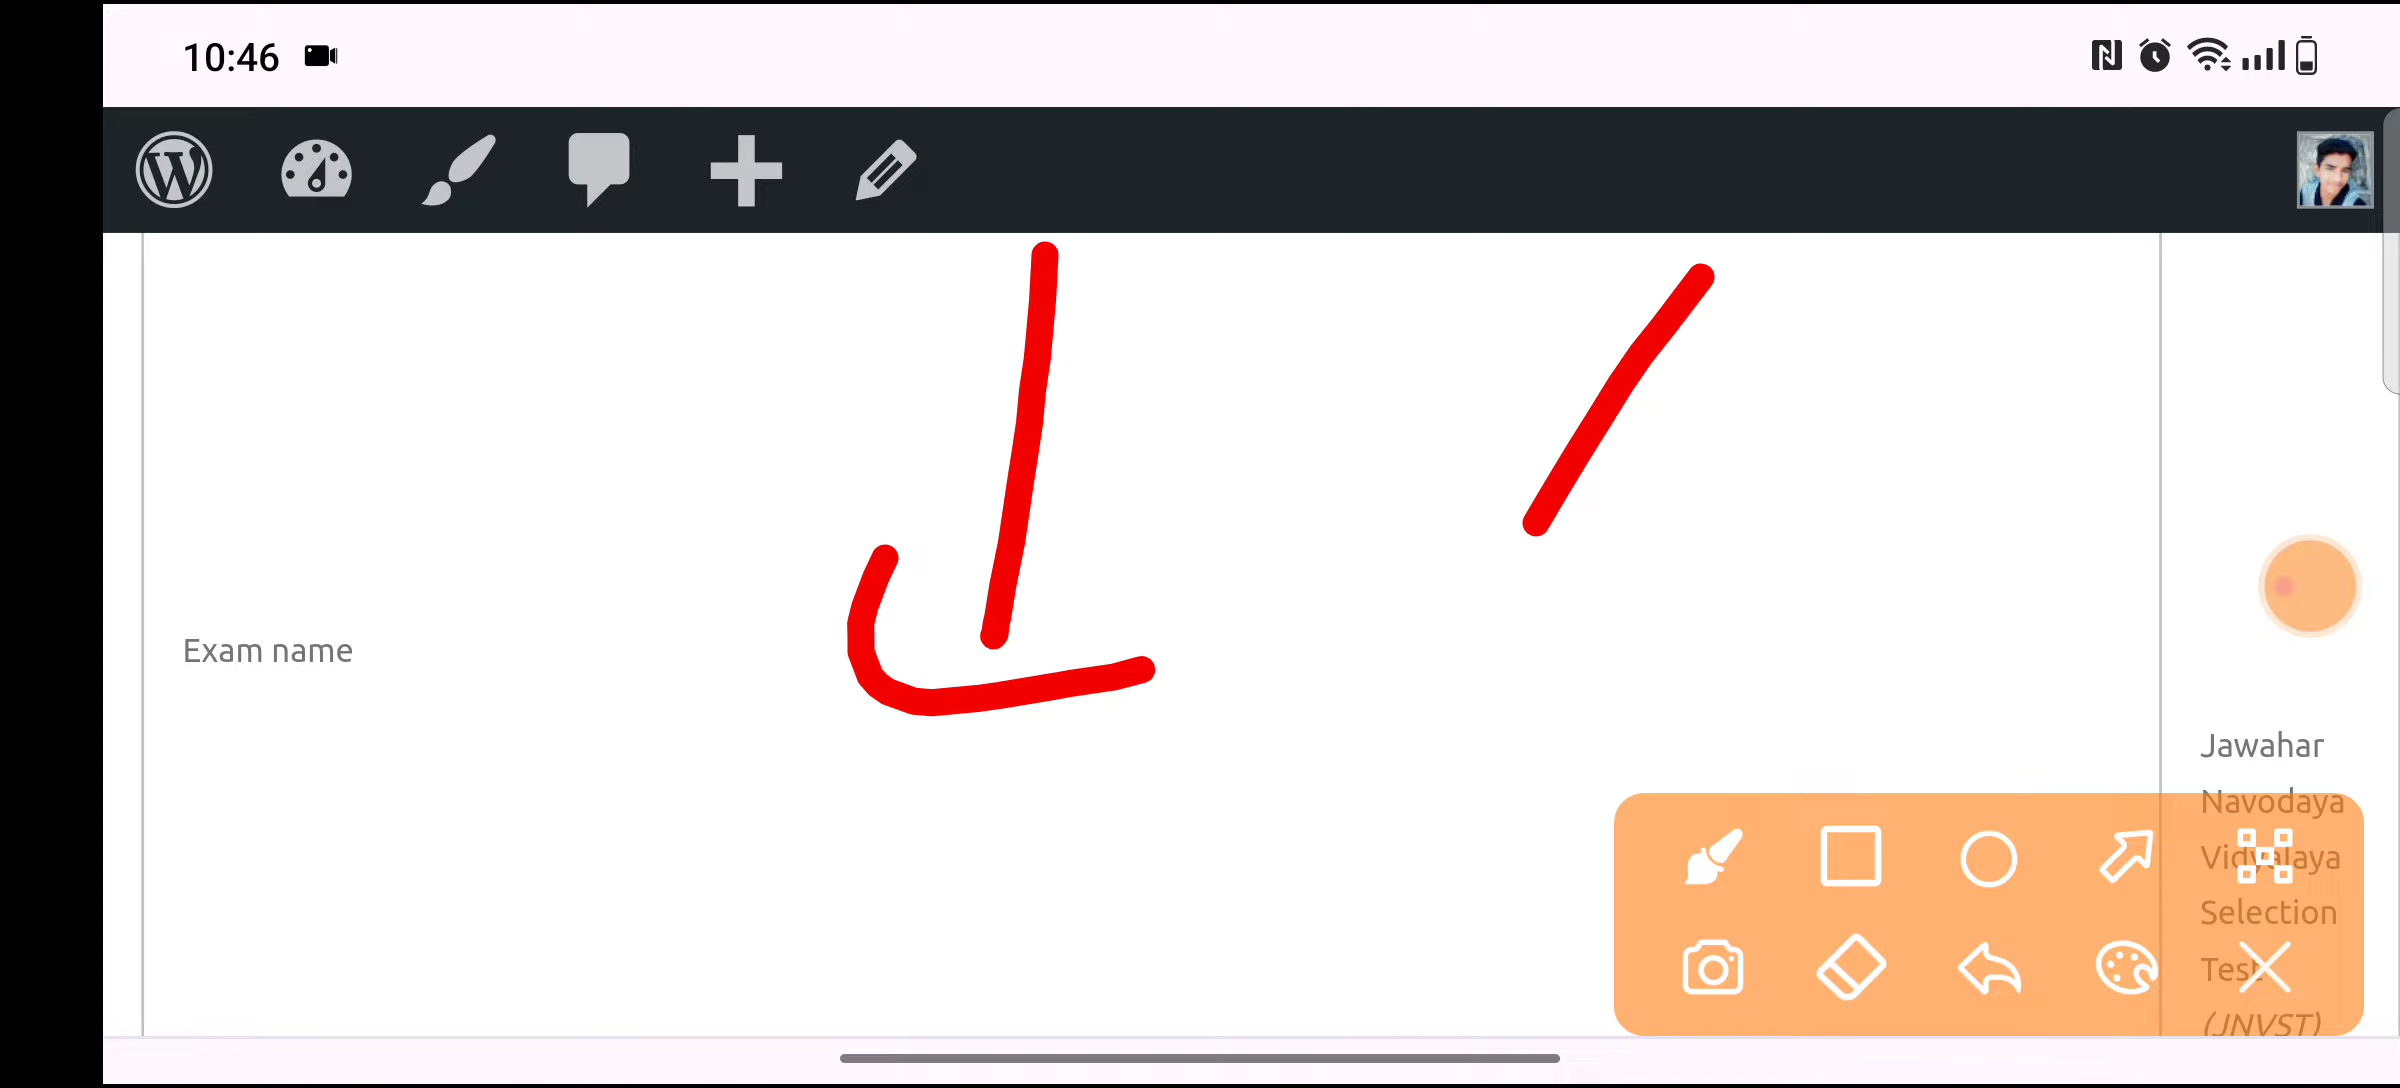 10:46
Exam name
Jawahar
Navodaya
Vidyalaya
Selection
Test
(JNVST)